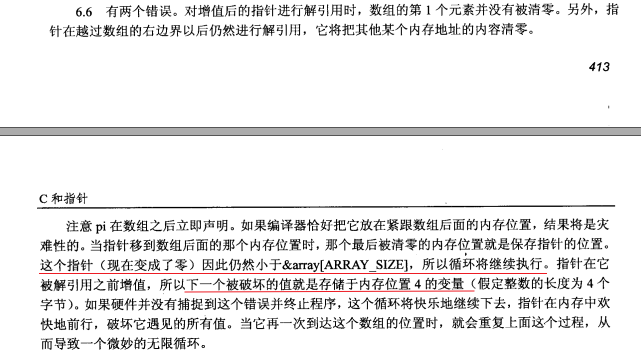 6.6 有两个错误。对增值后的指针进行解引用时，数组的第 1 个元素并没有被清零。另外，指
针在越过数组的右边界以后仍然进行解引用，它将把其他某个内存地址的内容清零。
413
C 和指针
注意 pi 在数组之后立即声明。如果编译器恰好把它放在紧跟数组后面的内存位置，结果将是灾
难性的。当指针移到数组后面的那个内存位置时，那个最后被清零的内存位置就是保存指针的位置。
这个指针（现在变成了零）因此仍然小于&array[ARRAY_SIZE]，所以循环将继续执行。指针在它
被解引用之前增值，所以下一个被破坏的值就是存储于内存位置 4 的变量（假定整数的长度为 4 个
字节）。如果硬件并没有捕捉到这个错误并终止程序，这个循环将快乐地继续下去，指针在内存中欢
快地前行，破坏它遇见的所有值。当它再一次到达这个数组的位置时，就会重复上面这个过程，从
而导致一个微妙的无限循环。